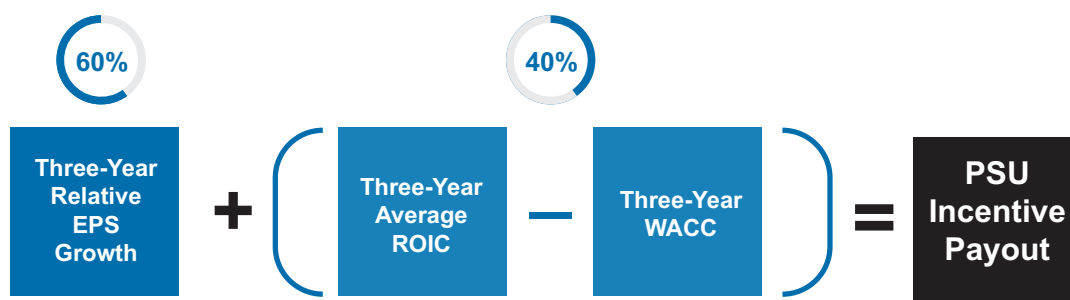 60%
40%
Three-Year
Relative
EPS
Growth
+
(
Three-Year
Average
ROIC
—
Three-Year
WACC
)
=
PSU
Incentive
Payout